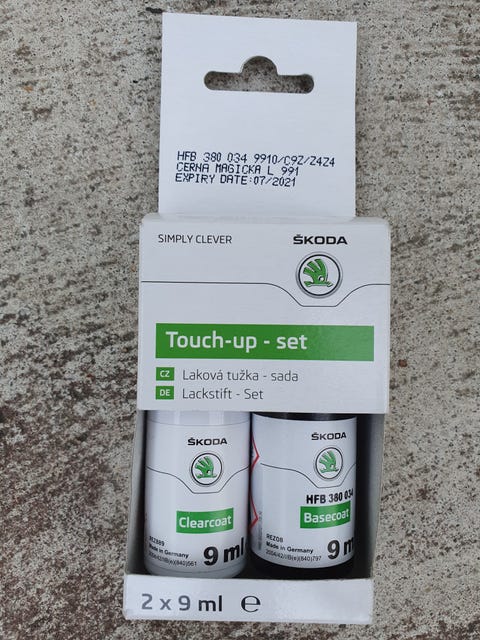 HFB 380 034 9910/C9Z/Z4Z4
CERNA MAGICKA L 991
EXPIRY DATE:07/2021
SIMPLY CLEVER
ŠKODA
Touch-up - set
CZ Laková tužka - sada
DE Lackstift - Set
ŠKODA
Clearcoat
Made in Germany
9 ml
ŠKODA
HFB 380 034
Basecoat
Made in Germany
9 m
2 x 9 ml e